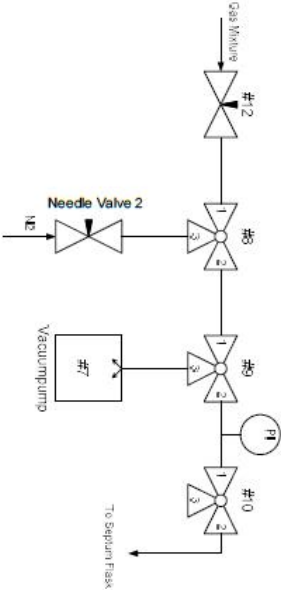 Gas Mixture
#12
1
#8
3
2
Needle Valve 2
N2
1
#9
3
2
#7
Vacuumpump
PI
1
#10
3
2
To Septum Flask